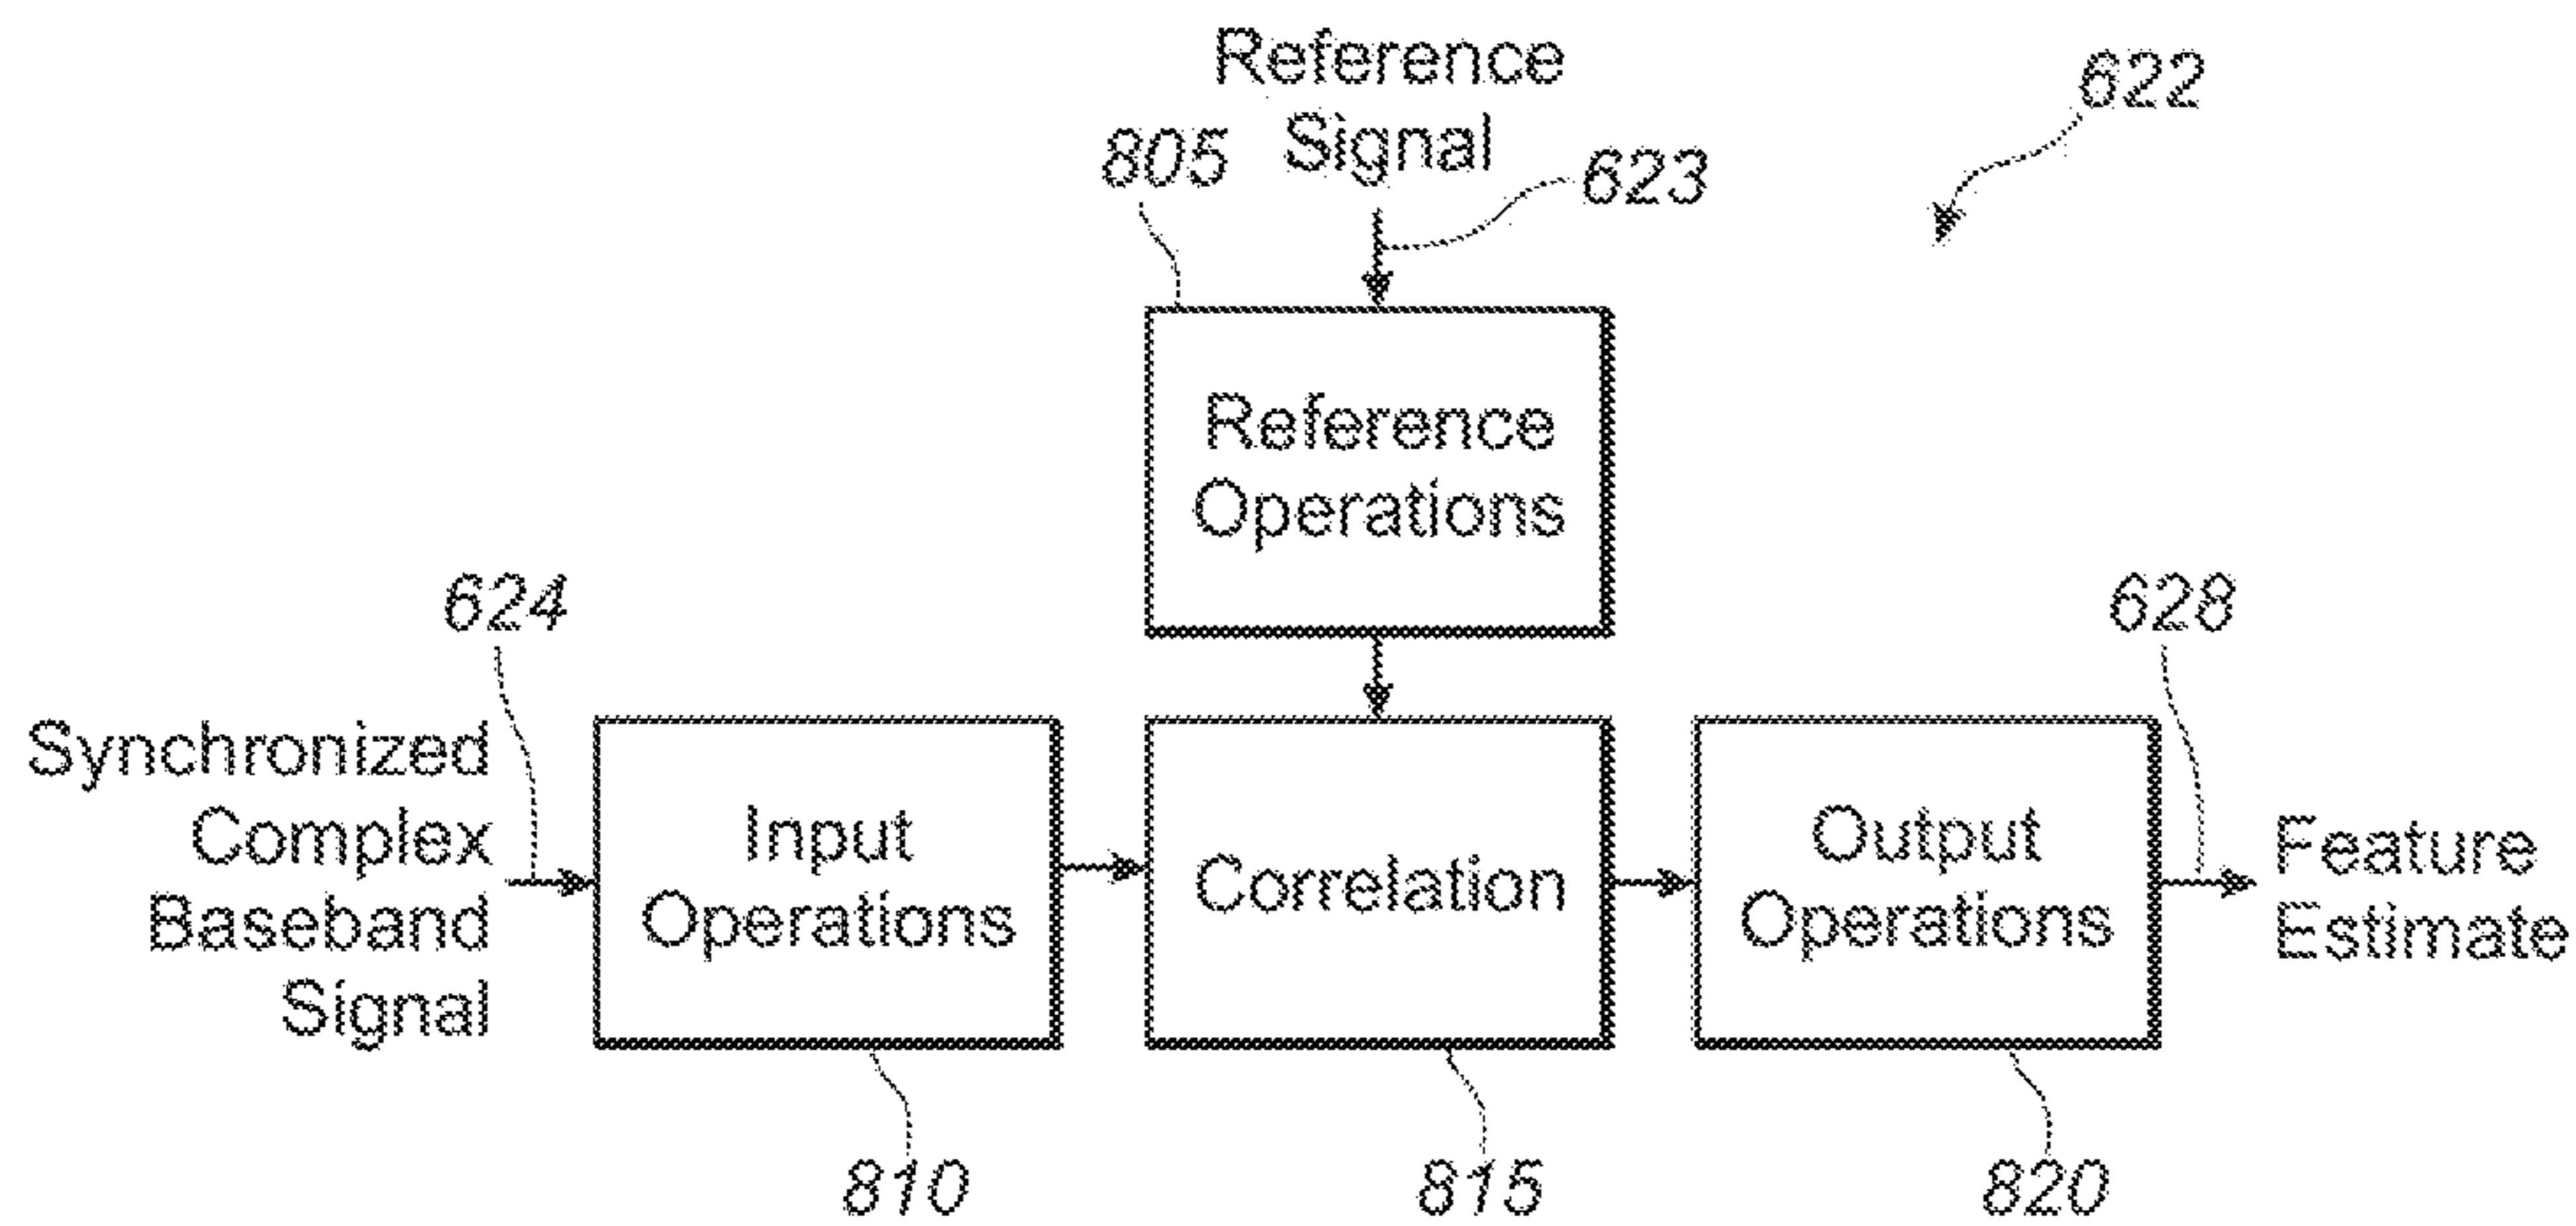 Reference
Signal
622
805
623
Reference
Operations
624
628
Synchronized
Complex
Baseband
Signal
Input
Operations
Correlation
Output
Operations
Feature
Estimate
810
815
820